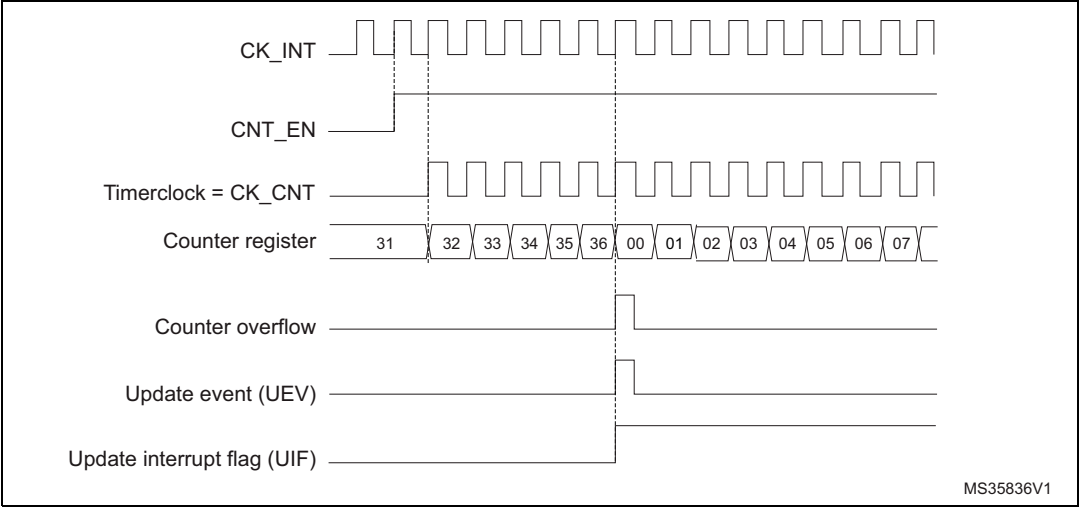 CK_INT
CNT_EN
Timerclock = CK_CNT
Counter register 31 32 33 34 35 36 00 01 02 03 04 05 06 07
Counter overflow
Update event (UEV)
Update interrupt flag (UIF)
MS35836V1